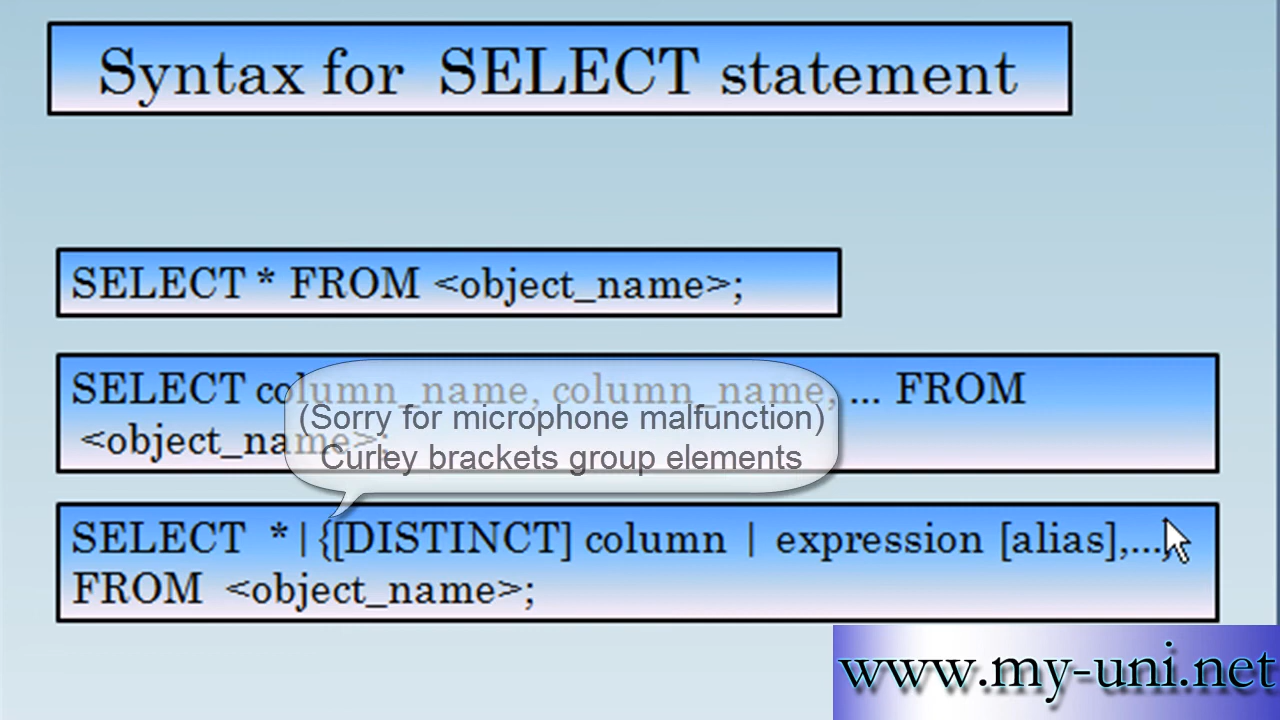 Syntax for SELECT statement
SELECT * FROM <object_name>;
SELECT column_name, column_name, ... FROM
<object_name>;
(Sorry for microphone malfunction)
Curley brackets group elements
SELECT * | {[DISTINCT] column | expression [alias],...}
FROM <object_name>;
www.my-uni.net